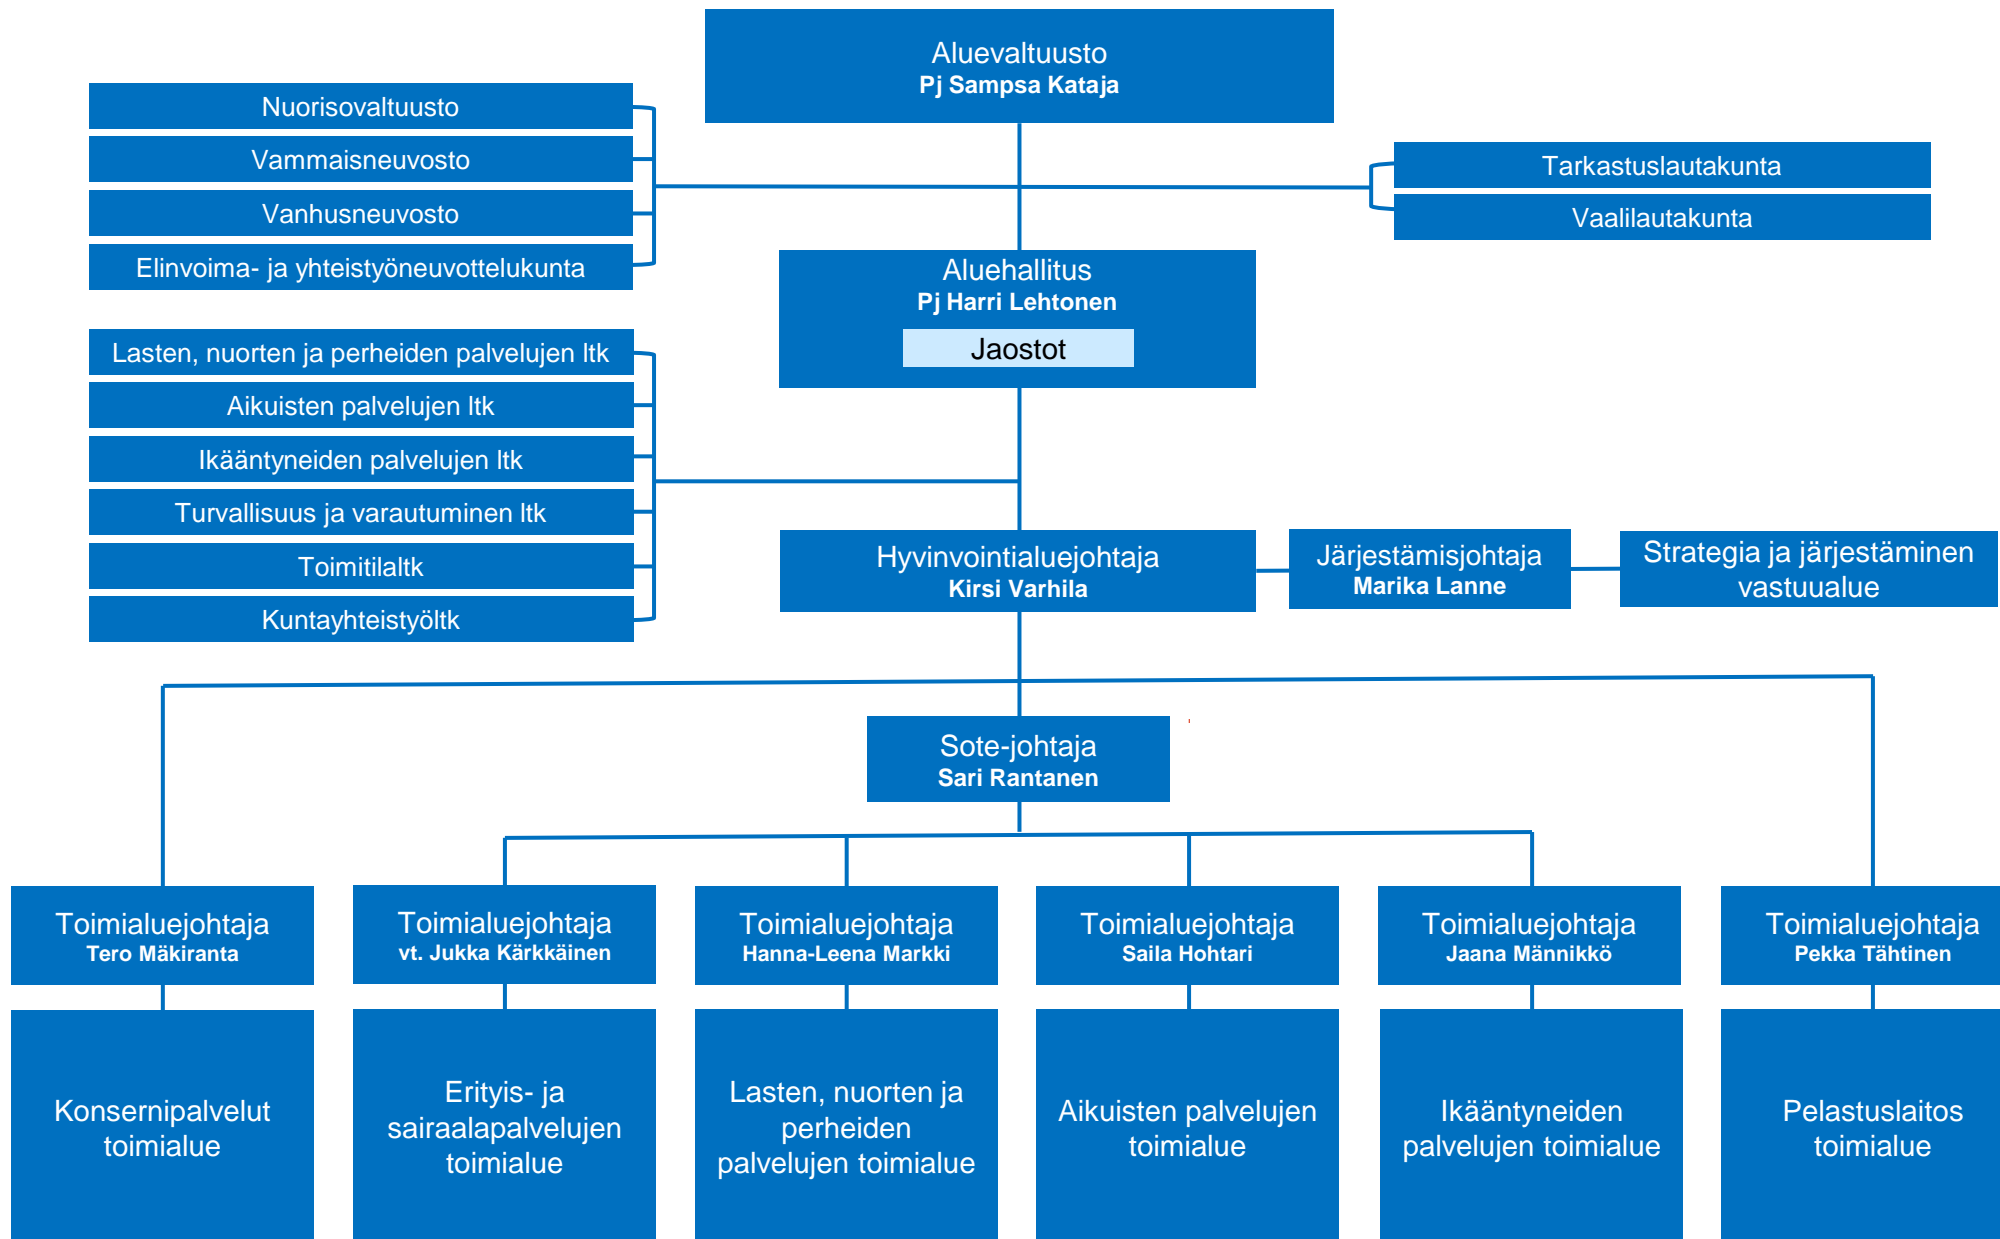 Aluevaltuusto
Pj Sampsa Kataja
Nuorisovaltuusto
Vammaisneuvosto
Vanhusneuvosto
Elinvoima- ja yhteistyöneuvottelukunta
Tarkastuslautakunta
Vaalilautakunta
Aluehallitus
Pj Harri Lehtonen
Jaostot
Lasten, nuorten ja perheiden palvelujen ltk
Aikuisten palvelujen ltk
Ikääntyneiden palvelujen ltk
Turvallisuus ja varautuminen ltk
Toimitilaltk
Kuntayhteistyöltk
Hyvinvointialuejohtaja
Kirsi Varhila
Järjestämisjohtaja
Marika Lanne
Strategia ja järjestäminen
vastuualue
Sote-johtaja
Sari Rantanen
Toimialuejohtaja
Tero Mäkiranta
Toimialuejohtaja
vt. Jukka Kärkkäinen
Toimialuejohtaja
Hanna-Leena Markki
Toimialuejohtaja
Saila Hohtari
Toimialuejohtaja
Jaana Männikkö
Toimialuejohtaja
Pekka Tähtinen
Konsernipalvelut
toimialue
Erityis- ja
sairaalapalvelujen
toimialue
Lasten, nuorten ja
perheiden
palvelujen toimialue
Aikuisten palvelujen
toimialue
Ikääntyneiden
palvelujen toimialue
Pelastuslaitos
toimialue